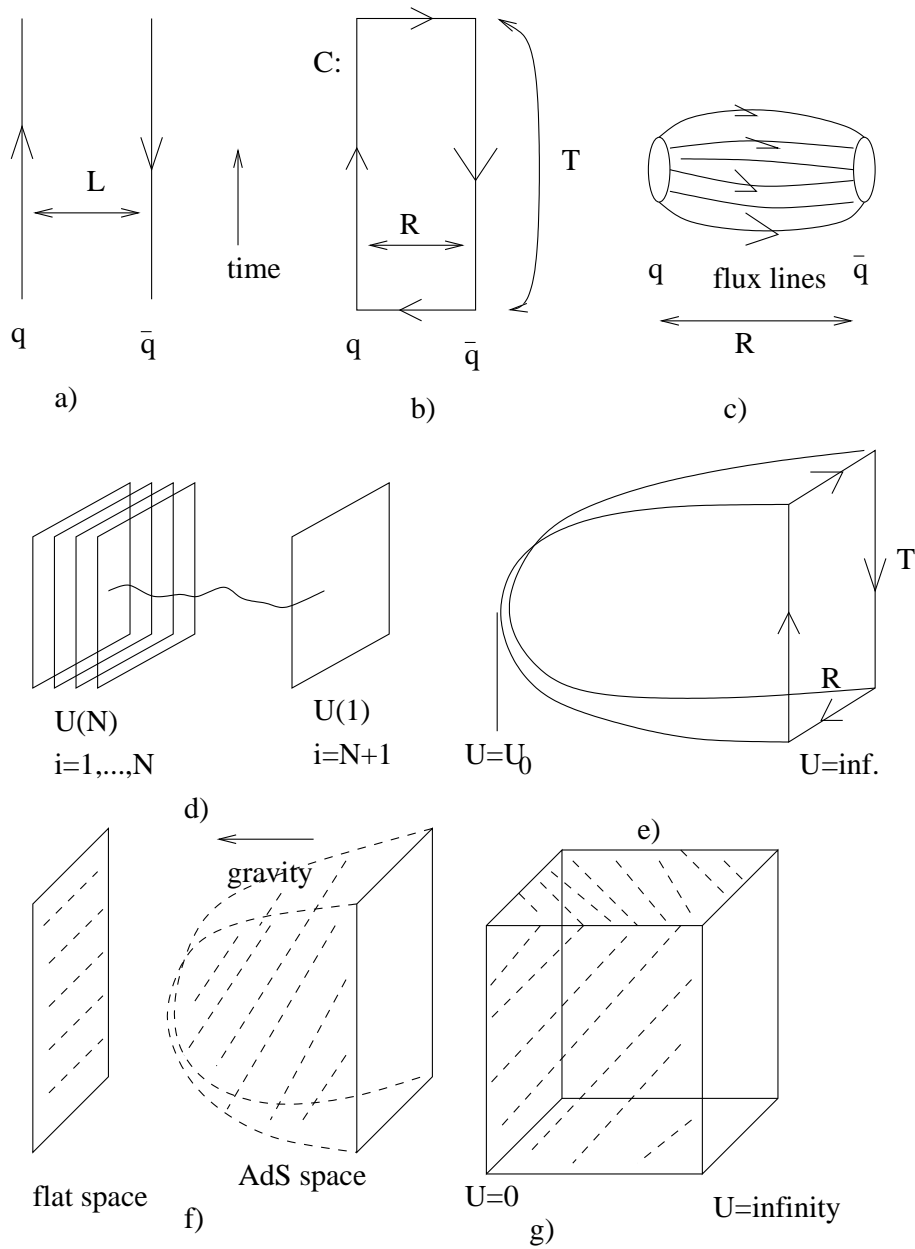 C:
L
T
R
time
q
q̄
q
q̄
q
flux lines
q̄
R
a)
b)
c)
T
R
U(N)
i=1,...,N
U(1)
i=N+1
U=U₀
U=inf.
d)
e)
gravity
flat space
AdS space
U=0
U=infinity
f)
g)